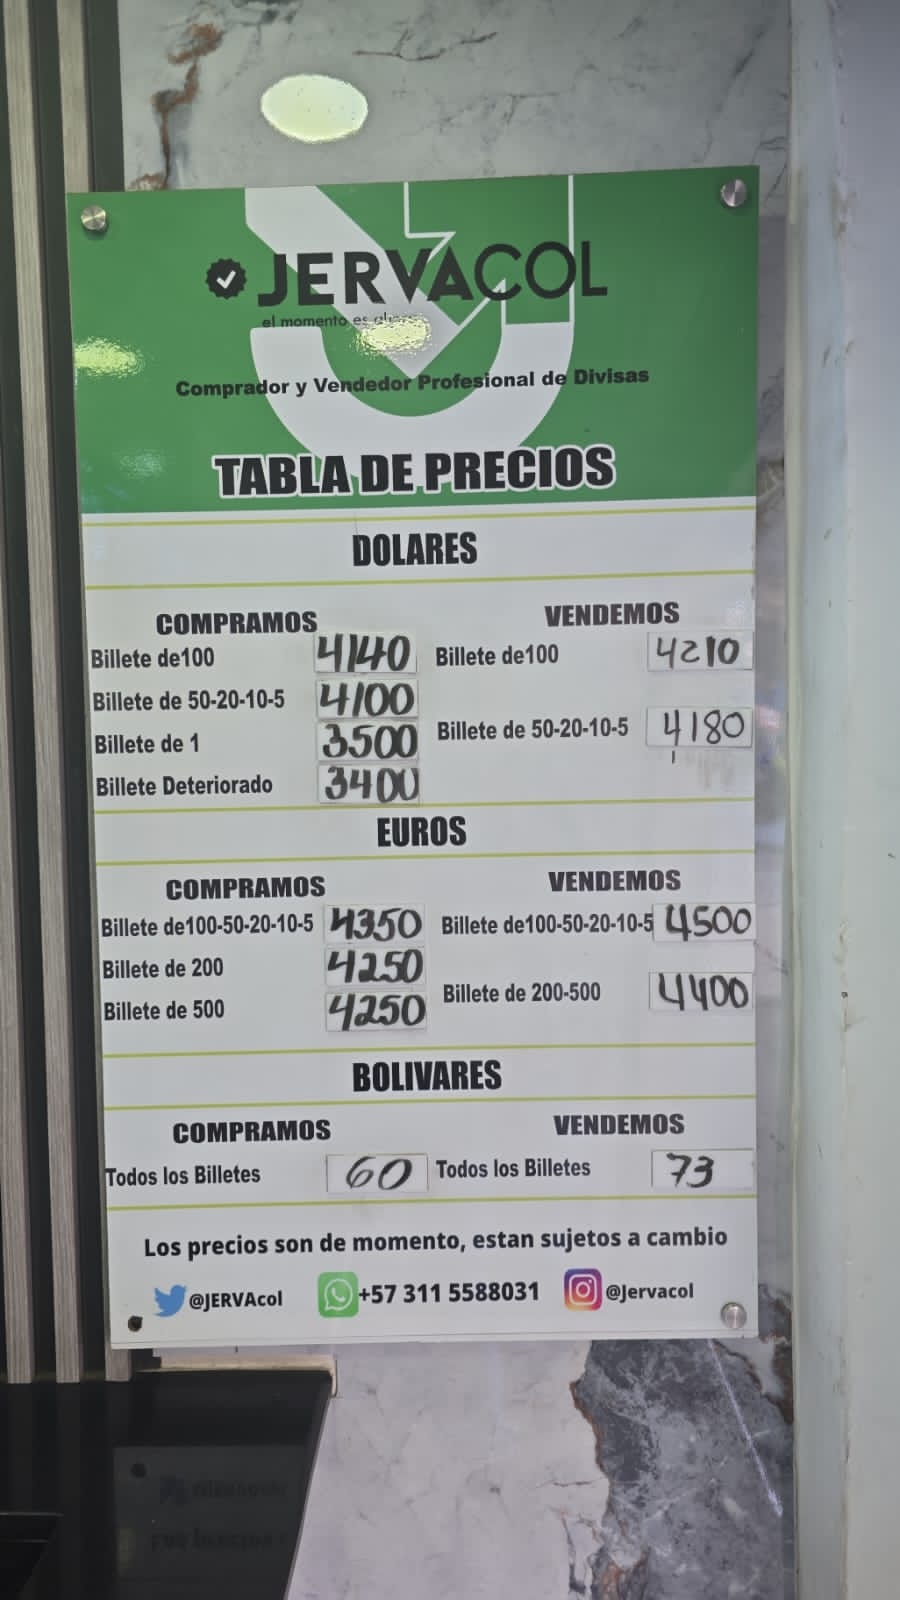 JERVACOL
el momento es
Comprador y Vendedor Profesional de Divisas
TABLA DE PRECIOS
DOLARES
COMPRAMOS
Billete de100 4140
Billete de 50-20-10-5 4100
Billete de 1 3500
Billete Deteriorado 3400
VENDEMOS
Billete de100 4210
Billete de 50-20-10-5 4180
EUROS
COMPRAMOS
Billete de100-50-20-10-5 4350
Billete de 200 4250
Billete de 500 4250
VENDEMOS
Billete de100-50-20-10-5 4500
Billete de 200-500 4400
BOLIVARES
COMPRAMOS
Todos los Billetes 60
VENDEMOS
Todos los Billetes 73
Los precios son de momento, estan sujetos a cambio
@JERVAcol +57 311 5588031 @Jervacol